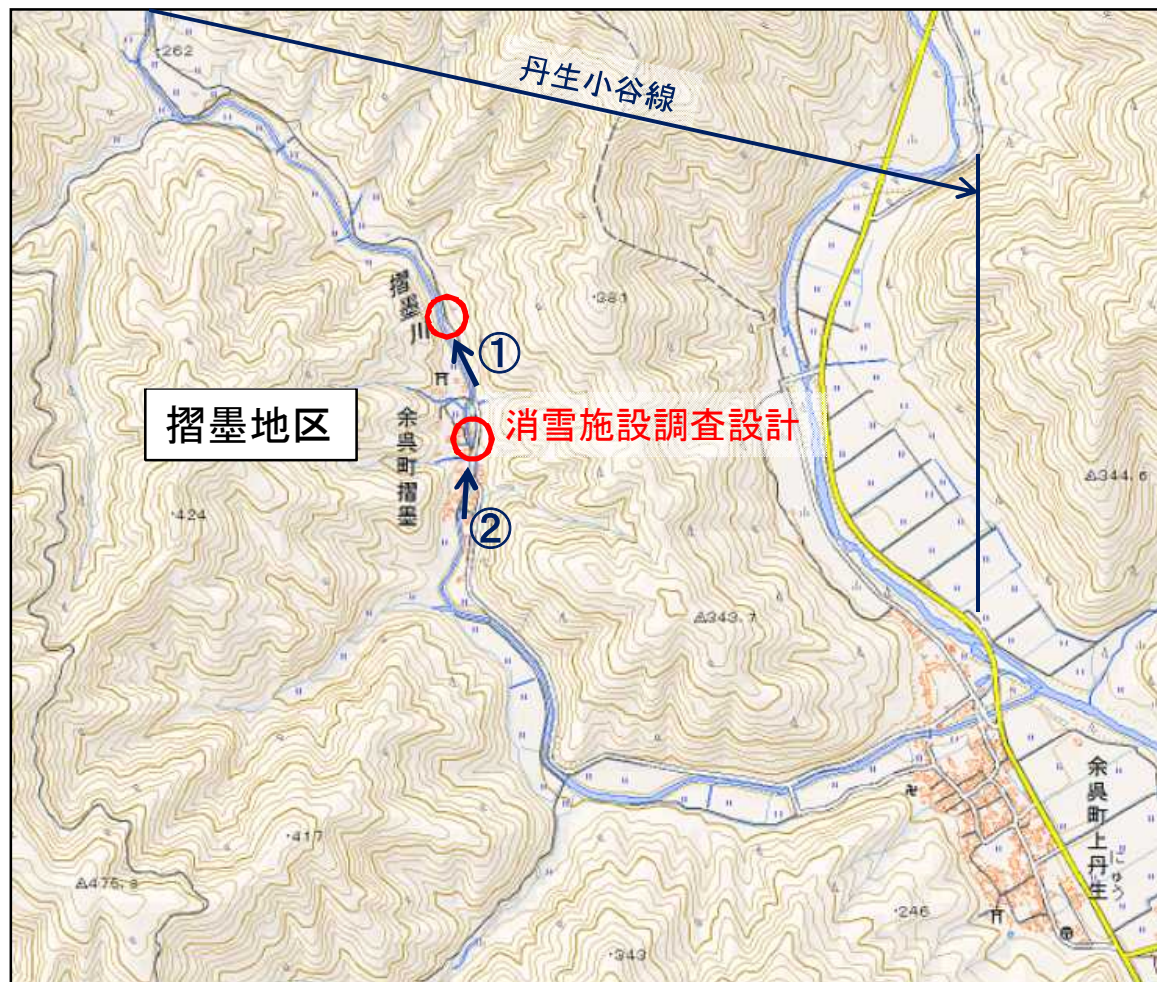 ・262
丹生小谷線
・381
摺墨川
①
摺墨地区
消雪施設調査設計
余呉町摺墨
・424
②
△344.6
△343.7
余呉町上丹生
にゅう
・417
△475.3
・246
・343